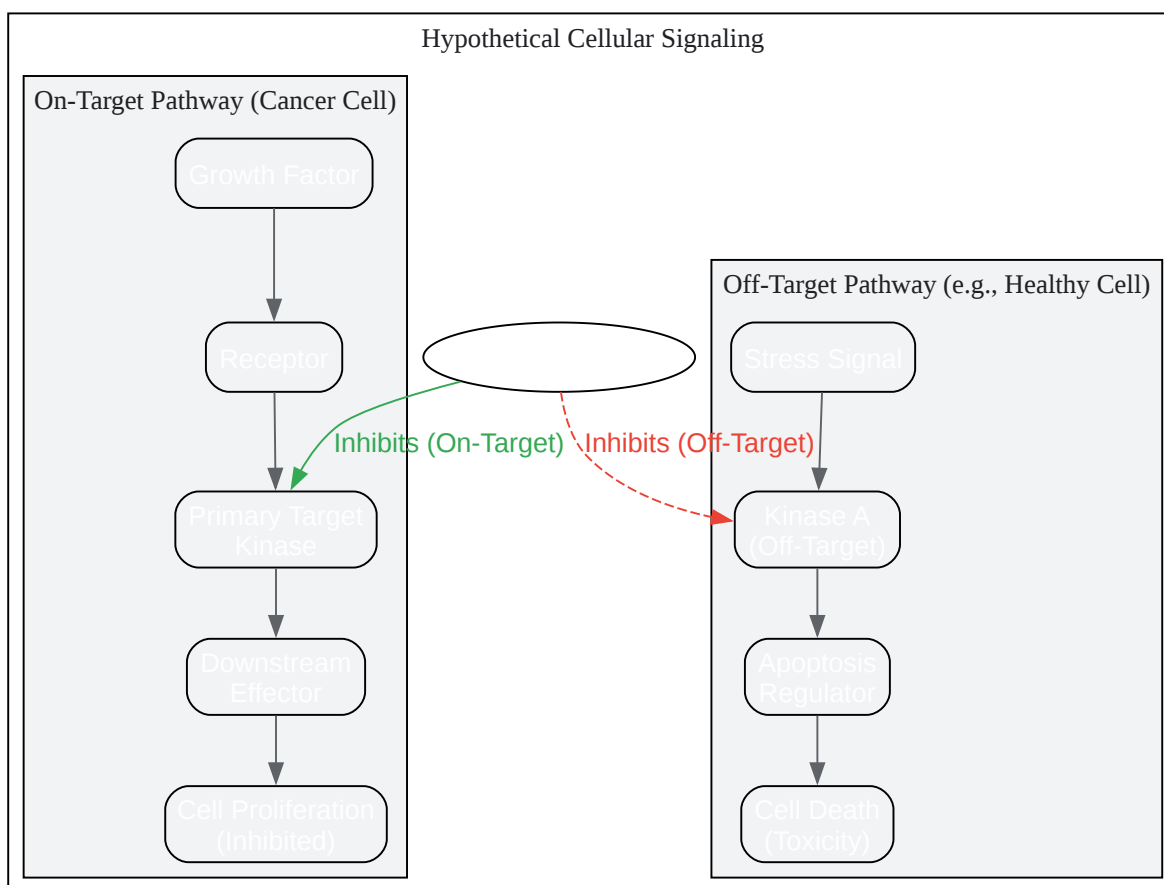 Hypothetical Cellular Signaling
On-Target Pathway (Cancer Cell)
Growth Factor
Receptor
Primary Target
Kinase
Downstream
Effector
Cell Proliferation
(Inhibited)
Inhibits (On-Target)
Inhibits (Off-Target)
Off-Target Pathway (e.g., Healthy Cell)
Stress Signal
Kinase A
(Off-Target)
Apoptosis
Regulator
Cell Death
(Toxicity)